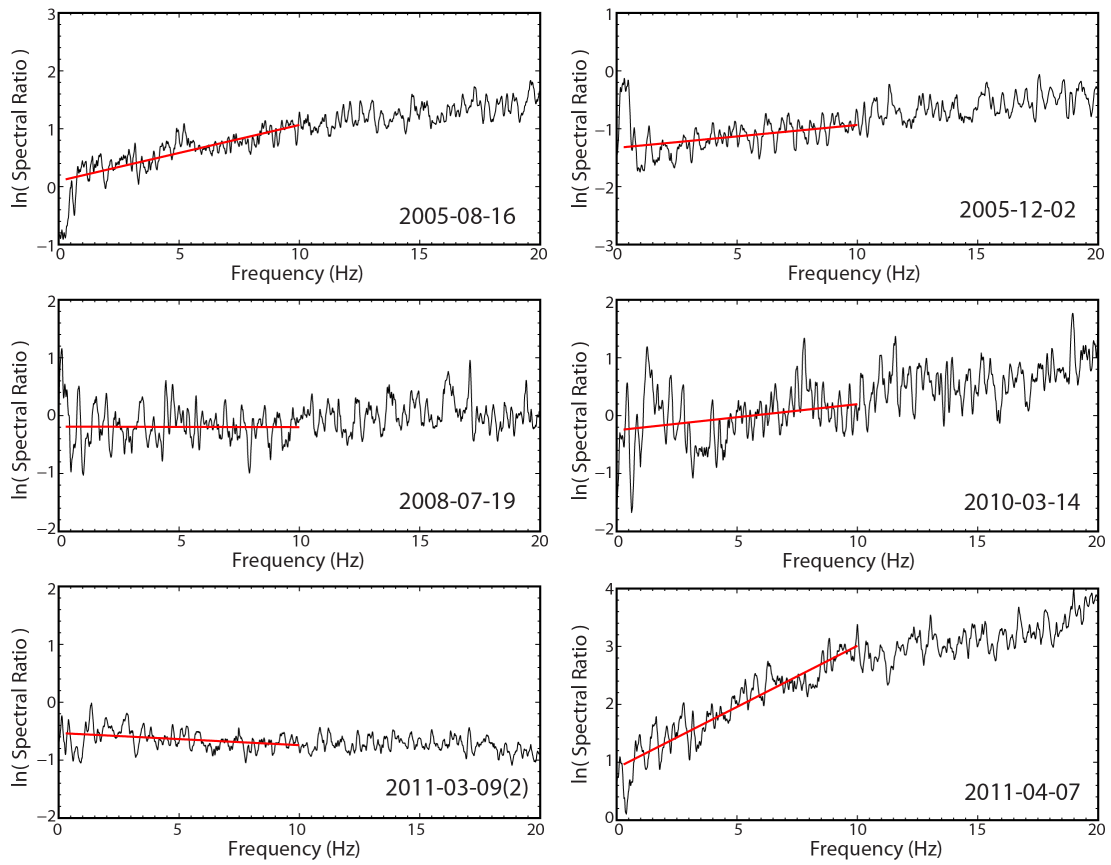 3
2
1
0
−1
ln( Spectral Ratio )
2005-08-16
0 5 10 15 20
Frequency (Hz)
1
0
−1
−2
−3
ln( Spectral Ratio )
2005-12-02
0 5 10 15 20
Frequency (Hz)
2
1
0
−1
−2
ln( Spectral Ratio )
2008-07-19
0 5 10 15 20
Frequency (Hz)
2
1
0
−1
−2
ln( Spectral Ratio )
2010-03-14
0 5 10 15 20
Frequency (Hz)
2
1
0
−1
−2
ln( Spectral Ratio )
2011-03-09(2)
0 5 10 15 20
Frequency (Hz)
4
3
2
1
0
ln( Spectral Ratio )
2011-04-07
0 5 10 15 20
Frequency (Hz)